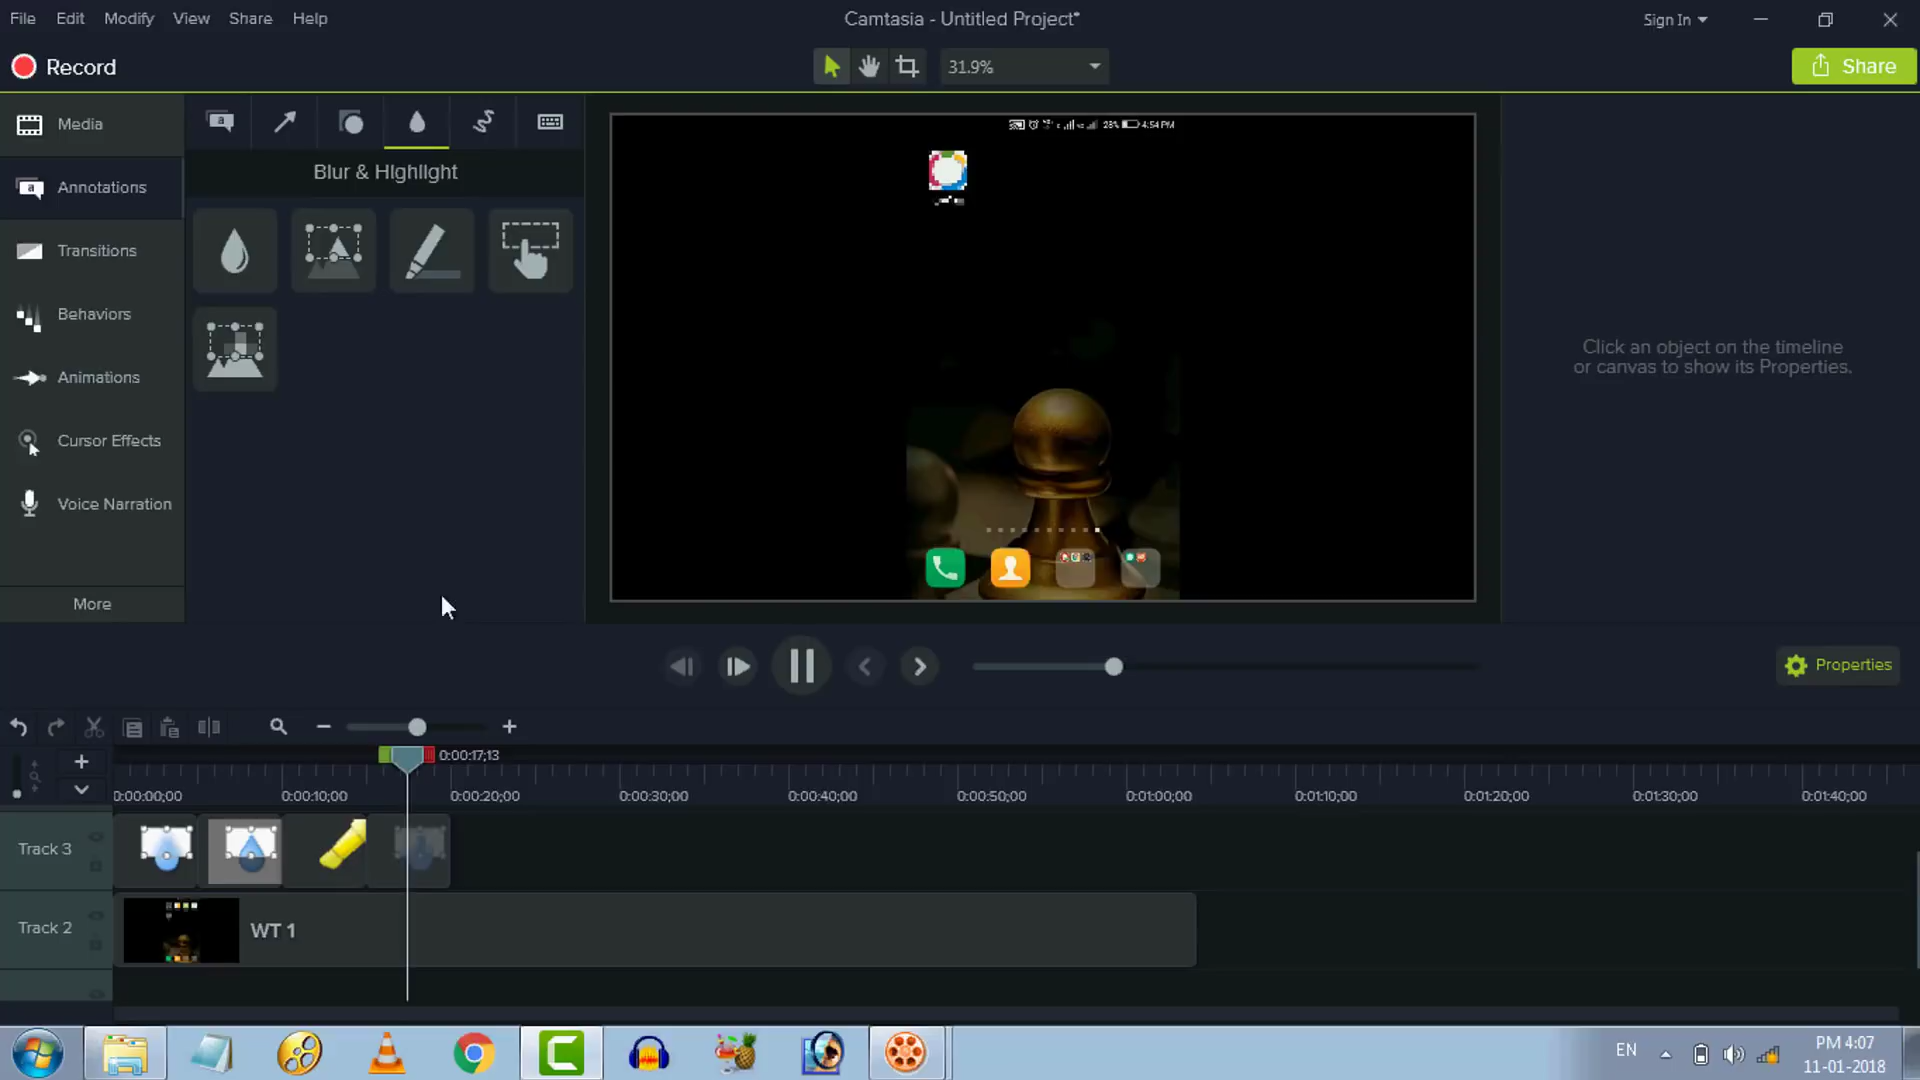 File Edit Modify View Share Help
Camtasia - Untitled Project*
Sign In
Record
31.9%
Share
Media
Annotations
Transitions
Behaviors
Animations
Cursor Effects
Voice Narration
More
a
Blur & Highlight
28% 4:54 PM
Click an object on the timeline
or canvas to show its Properties.
Properties
0:00:17;13
0:00:00;00 0:00:10;00 0:00:20;00 0:00:30;00 0:00:40;00 0:00:50;00 0:01:00;00 0:01:10;00 0:01:20;00 0:01:30;00 0:01:40;00
Track 3
Track 2
WT 1
EN
PM 4:07
11-01-2018